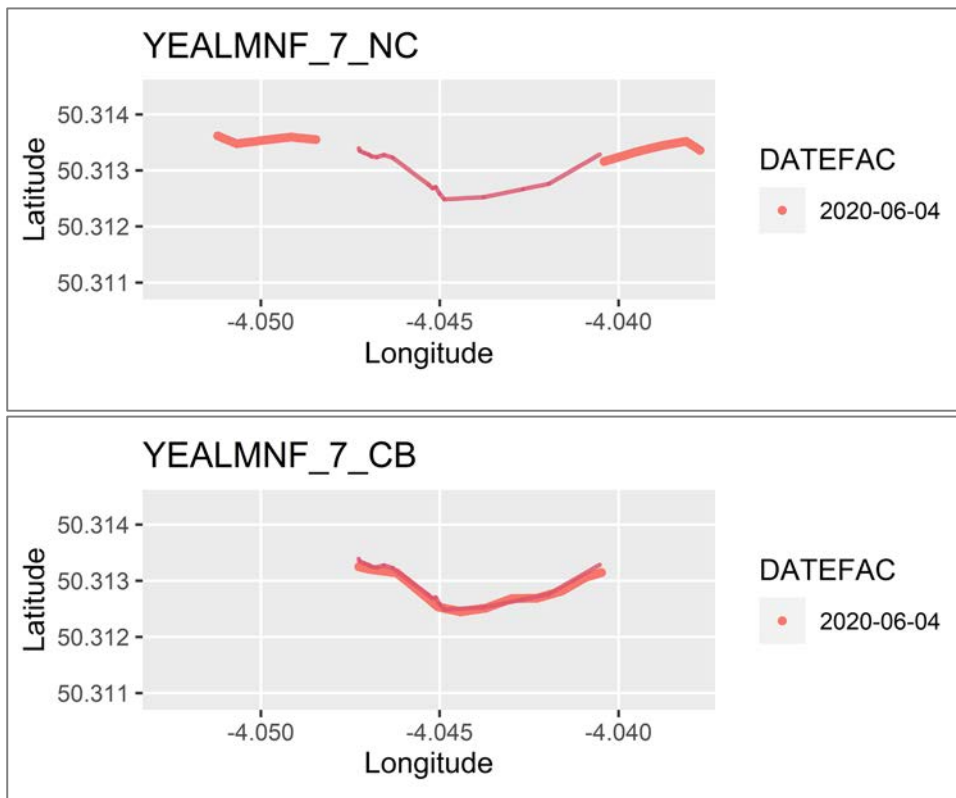 YEALMNF_7_NC
Latitude
50.314
50.313
50.312
50.311
-4.050
-4.045
-4.040
Longitude
DATEFAC
2020-06-04
YEALMNF_7_CB
Latitude
50.314
50.313
50.312
50.311
-4.050
-4.045
-4.040
Longitude
DATEFAC
2020-06-04